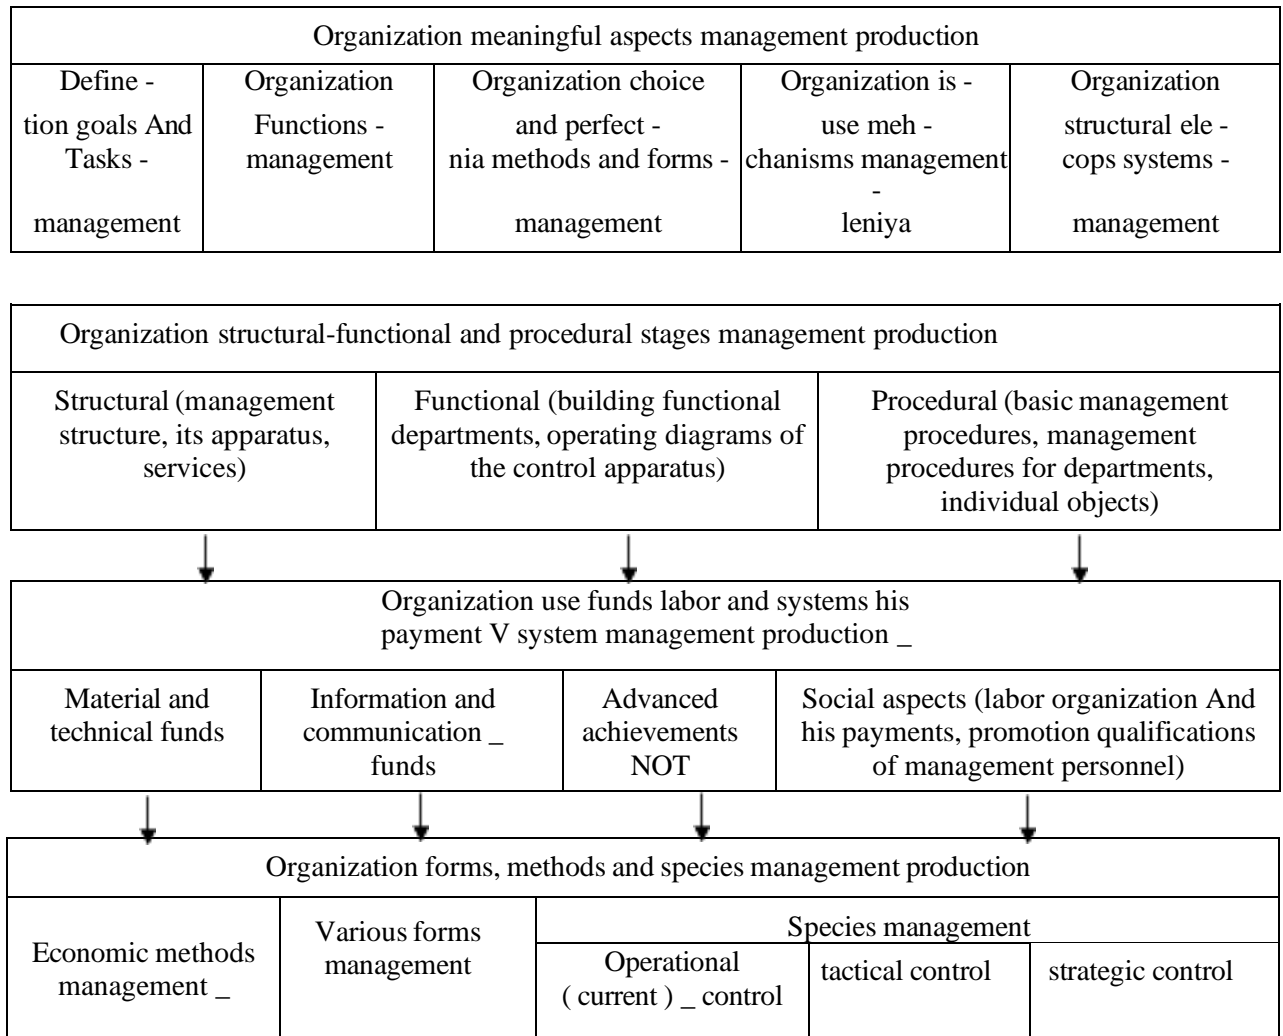 Organization meaningful aspects management production
Define -
tion goals And
Tasks -
management
Organization
Functions -
management
Organization choice
and perfect -
nia methods and forms -
management
Organization is -
use meh -
chanisms management
-
leniya
Organization
structural ele -
cops systems -
management
Organization structural-functional and procedural stages management production
Structural (management
structure, its apparatus,
services)
Functional (building functional
departments, operating diagrams of
the control apparatus)
Procedural (basic management
procedures, management
procedures for departments,
individual objects)
Organization use funds labor and systems his
payment V system management production _
Material and
technical funds
Information and
communication _
funds
Advanced
achievements
NOT
Social aspects (labor organization And
his payments, promotion qualifications
of management personnel)
Organization forms, methods and species management production
Economic methods
management _
Various forms
management
Species management
Operational
( current ) _ control
tactical control
strategic control